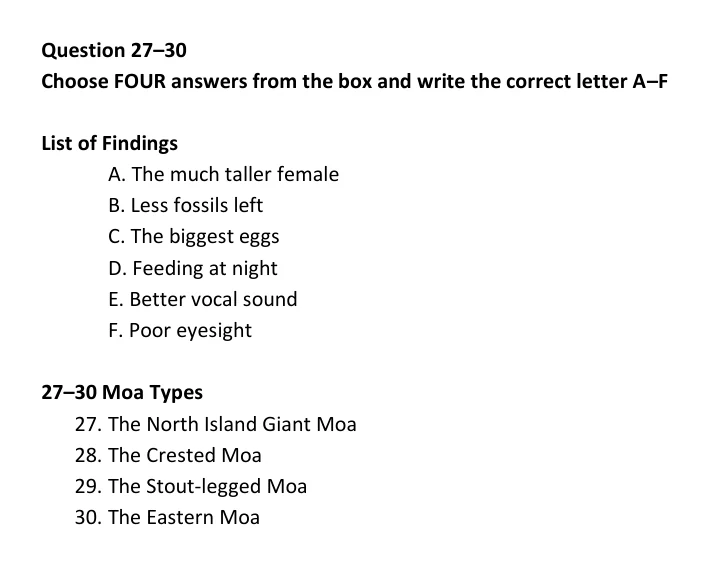 Question 27–30
Choose FOUR answers from the box and write the correct letter A–F
List of Findings
A. The much taller female
B. Less fossils left
C. The biggest eggs
D. Feeding at night
E. Better vocal sound
F. Poor eyesight
27–30 Moa Types
27. The North Island Giant Moa
28. The Crested Moa
29. The Stout-legged Moa
30. The Eastern Moa